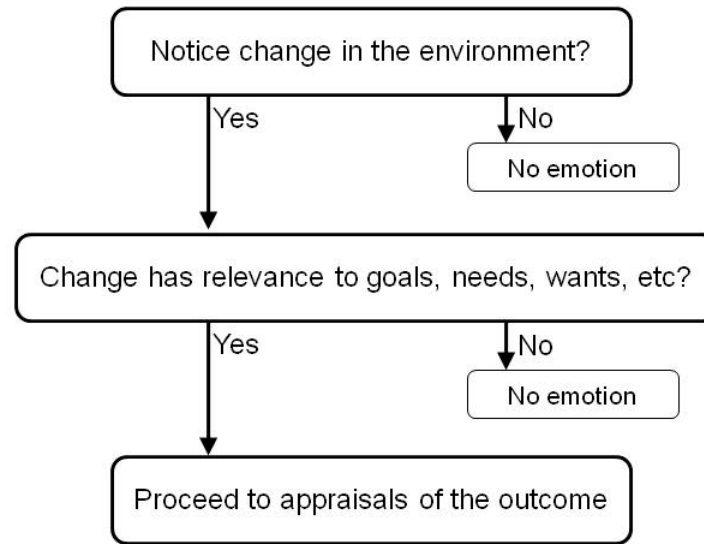 Notice change in the environment?
Yes
No
No emotion
Change has relevance to goals, needs, wants, etc?
Yes
No
No emotion
Proceed to appraisals of the outcome